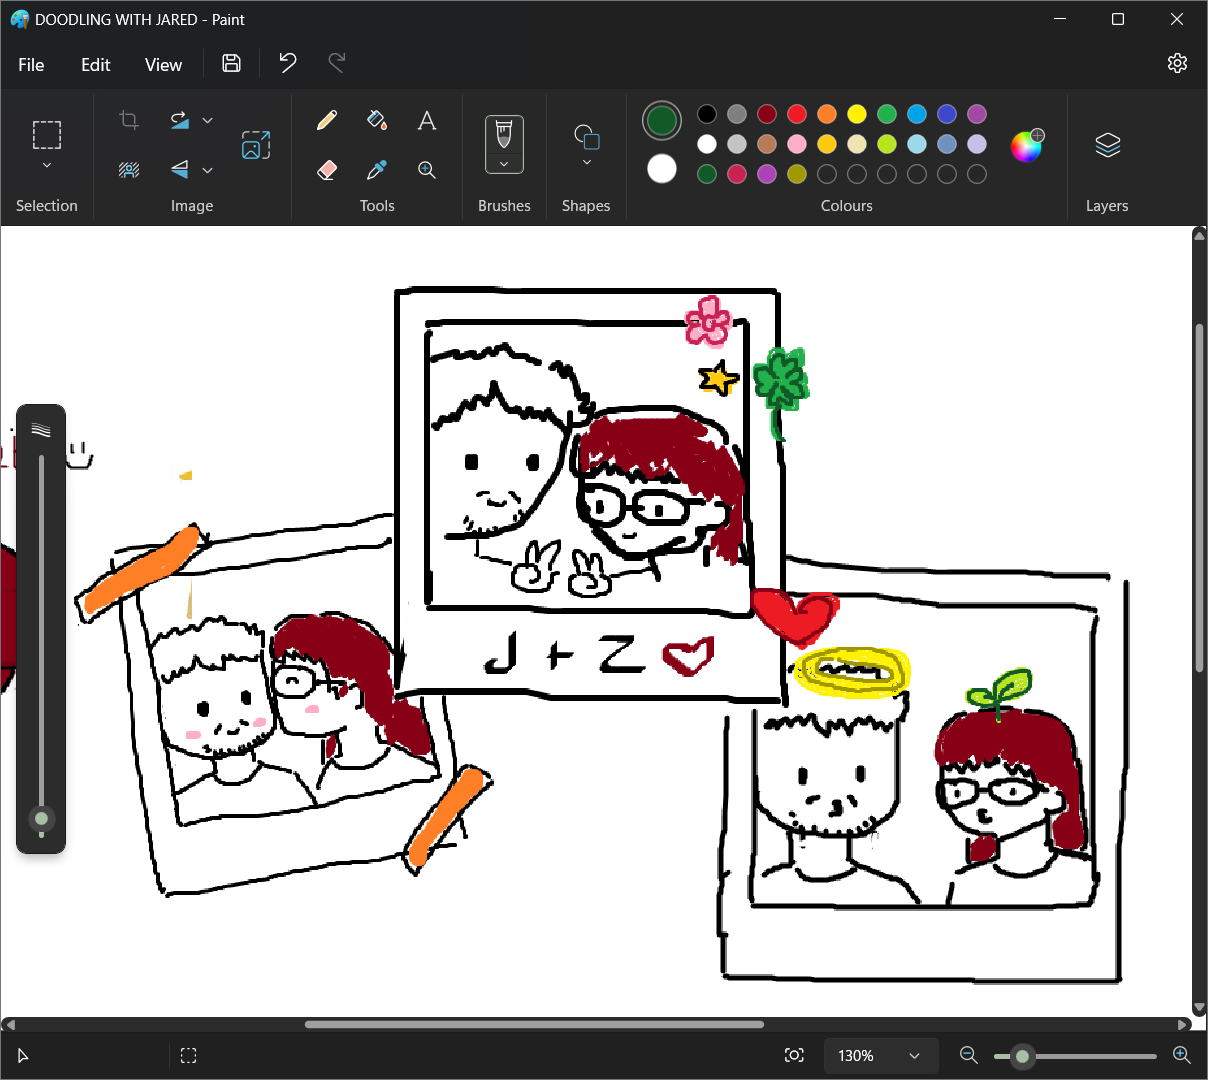 DOODLING WITH JARED - Paint
File Edit View
Selection Image Tools Brushes Shapes Colours Layers
J + Z
130%